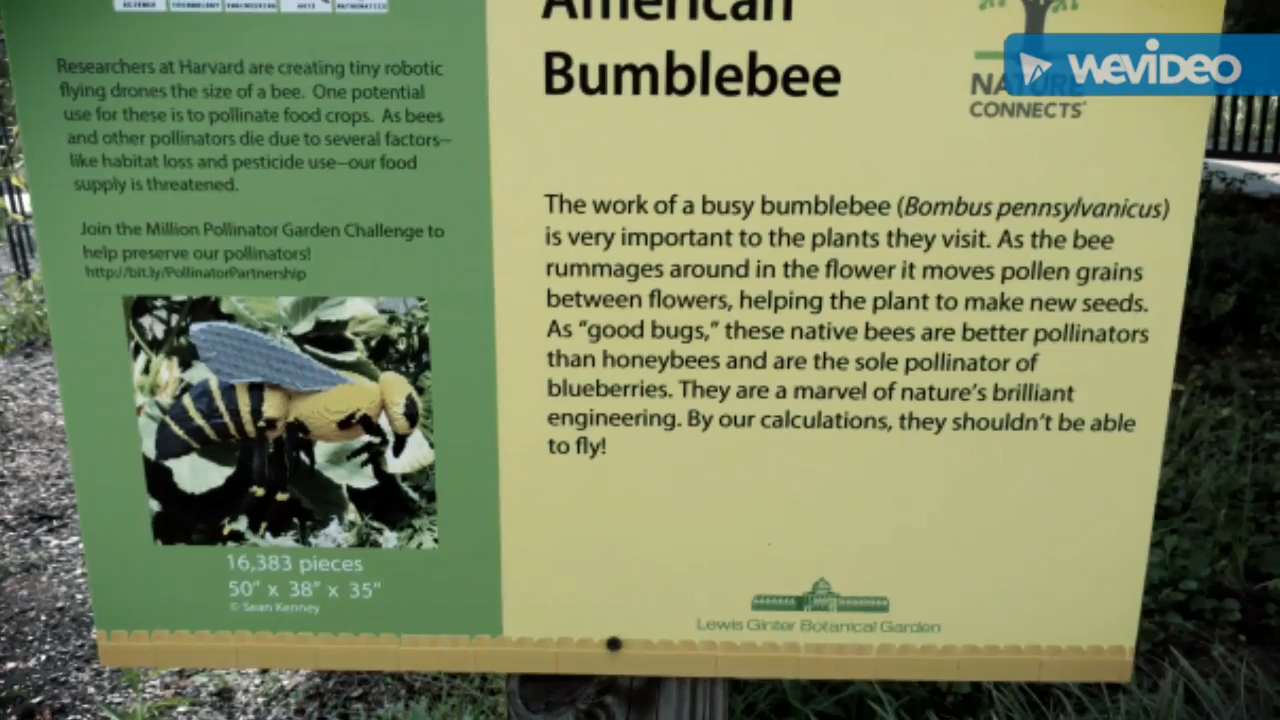 SCIENCE TECHNOLOGY ENGINEERING ARTS MATHEMATICS
Researchers at Harvard are creating tiny robotic
flying drones the size of a bee. One potential
use for these is to pollinate food crops. As bees
and other pollinators die due to several factors--
like habitat loss and pesticide use—our food
supply is threatened.
Join the Million Pollinator Garden Challenge to
help preserve our pollinators!
http://bit.ly/PollinatorPartnership
16,383 pieces
50" x 38" x 35"
© Sean Kenney
American
Bumblebee
NATURE
CONNECTS
WEVIDEO
The work of a busy bumblebee (Bombus pennsylvanicus)
is very important to the plants they visit. As the bee
rummages around in the flower it moves pollen grains
between flowers, helping the plant to make new seeds.
As “good bugs,” these native bees are better pollinators
than honeybees and are the sole pollinator of
blueberries. They are a marvel of nature's brilliant
engineering. By our calculations, they shouldn't be able
to fly!
Lewis Ginter Botanical Garden